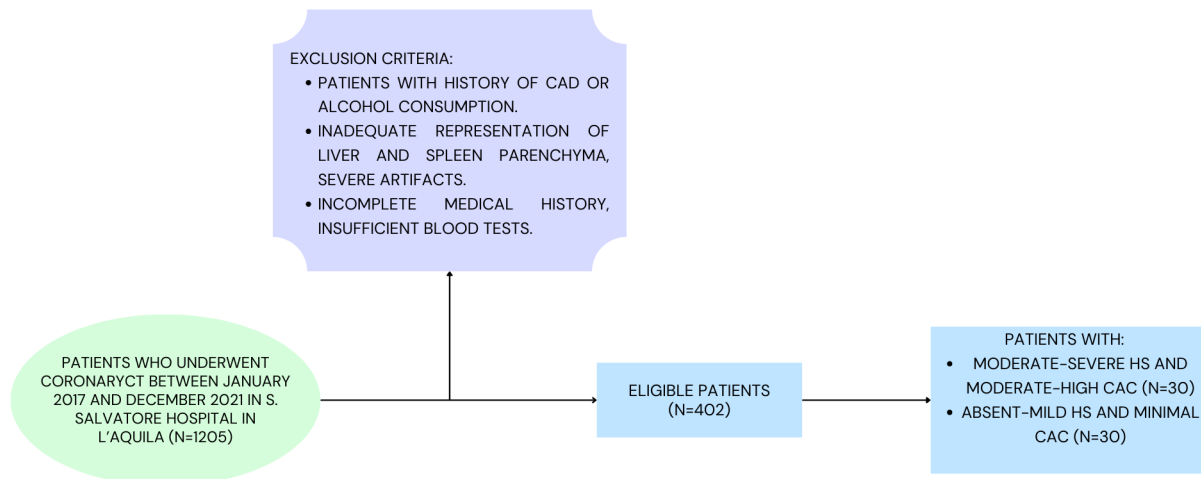 EXCLUSION CRITERIA:
• PATIENTS WITH HISTORY OF CAD OR
ALCOHOL CONSUMPTION.
• INADEQUATE REPRESENTATION OF
LIVER AND SPLEEN PARENCHYMA,
SEVERE ARTIFACTS.
• INCOMPLETE MEDICAL HISTORY,
INSUFFICIENT BLOOD TESTS.
PATIENTS WHO UNDERWENT
CORONARYCT BETWEEN JANUARY
2017 AND DECEMBER 2021 IN S.
SALVATORE HOSPITAL IN
L'AQUILA (N=1205)
ELIGIBLE PATIENTS
(N=402)
PATIENTS WITH:
• MODERATE-SEVERE HS AND
MODERATE-HIGH CAC (N=30)
• ABSENT-MILD HS AND MINIMAL
CAC (N=30)